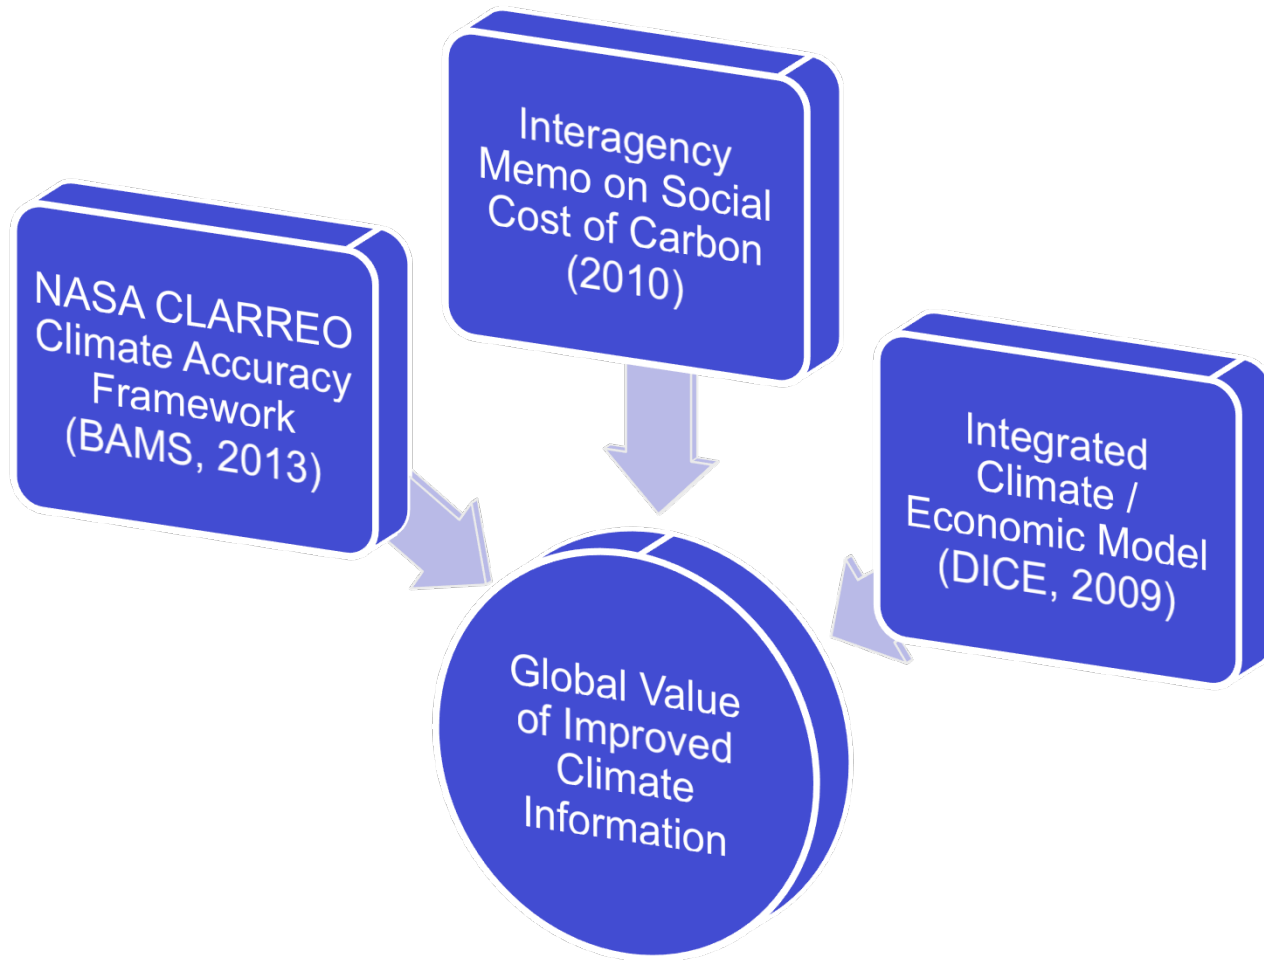 NASA CLARREO
Climate Accuracy
Framework
(BAMS, 2013)
Interagency
Memo on Social
Cost of Carbon
(2010)
Integrated
Climate /
Economic Model
(DICE, 2009)
Global Value
of Improved
Climate
Information